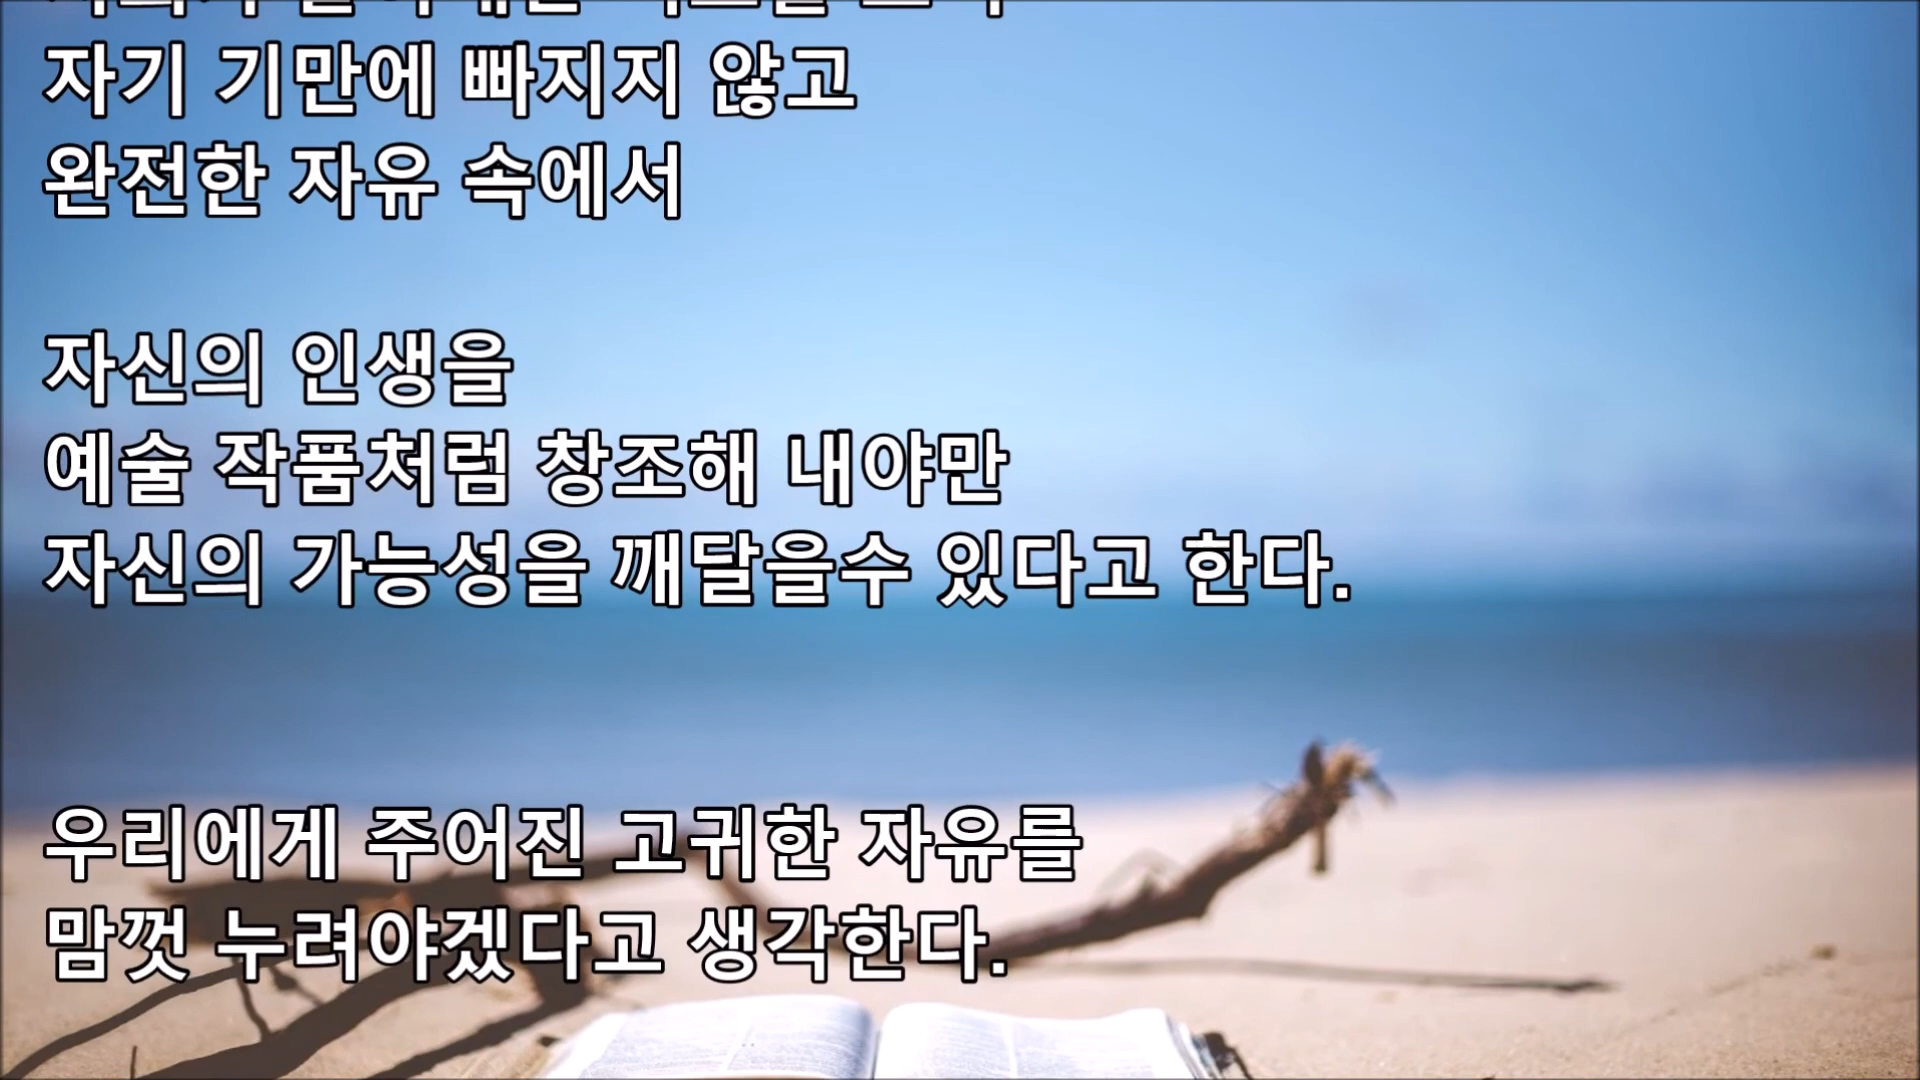 자기 기만에 빠지지 않고
완전한 자유 속에서
자신의 인생을
예술 작품처럼 창조해 내야만
자신의 가능성을 깨달을수 있다고 한다.
우리에게 주어진 고귀한 자유를
맘껏 누려야겠다고 생각한다.